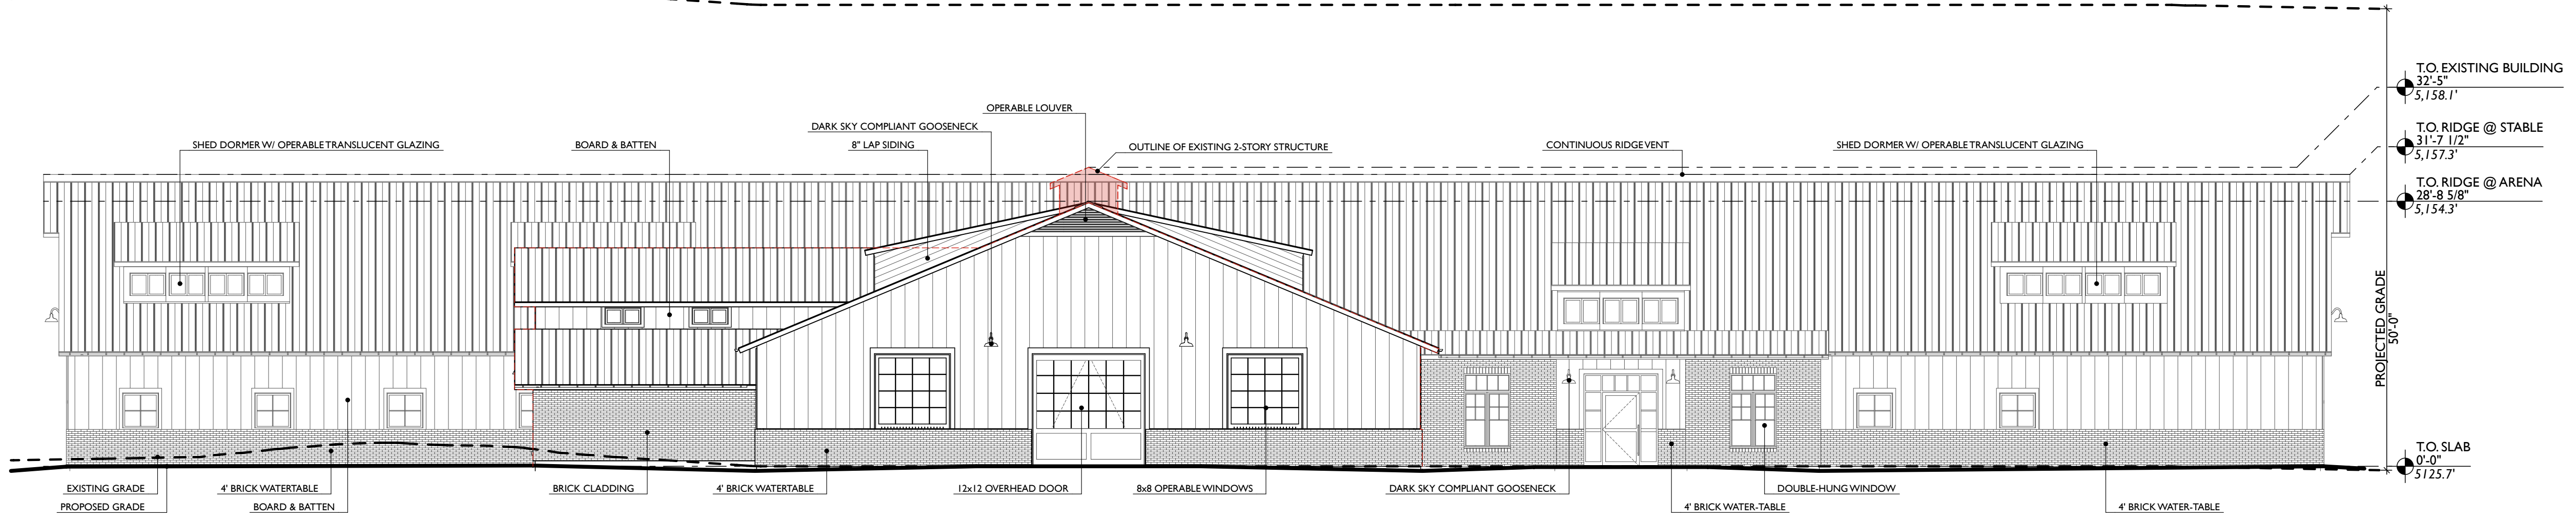 T.O. EXISTING BUILDING
32'-5"
5,158.1'
OPERABLE LOUVER
DARK SKY COMPLIANT GOOSENECK
T.O. RIDGE @ STABLE
31'-7 1/2"
5,157.3'
SHED DORMER W/ OPERABLE TRANSLUCENT GLAZING
BOARD & BATTEN
8" LAP SIDING
OUTLINE OF EXISTING 2-STORY STRUCTURE
CONTINUOUS RIDGE VENT
SHED DORMER W/ OPERABLE TRANSLUCENT GLAZING
T.O. RIDGE @ ARENA
28'-8 5/8"
5,154.3'
PROJECTED GRADE
50'-0"
T.O. SLAB
0'-0"
5125.7'
EXISTING GRADE
4' BRICK WATERTABLE
BRICK CLADDING
4' BRICK WATERTABLE
12x12 OVERHEAD DOOR
8x8 OPERABLE WINDOWS
DARK SKY COMPLIANT GOOSENECK
DOUBLE-HUNG WINDOW
PROPOSED GRADE
BOARD & BATTEN
4' BRICK WATER-TABLE
4' BRICK WATER-TABLE